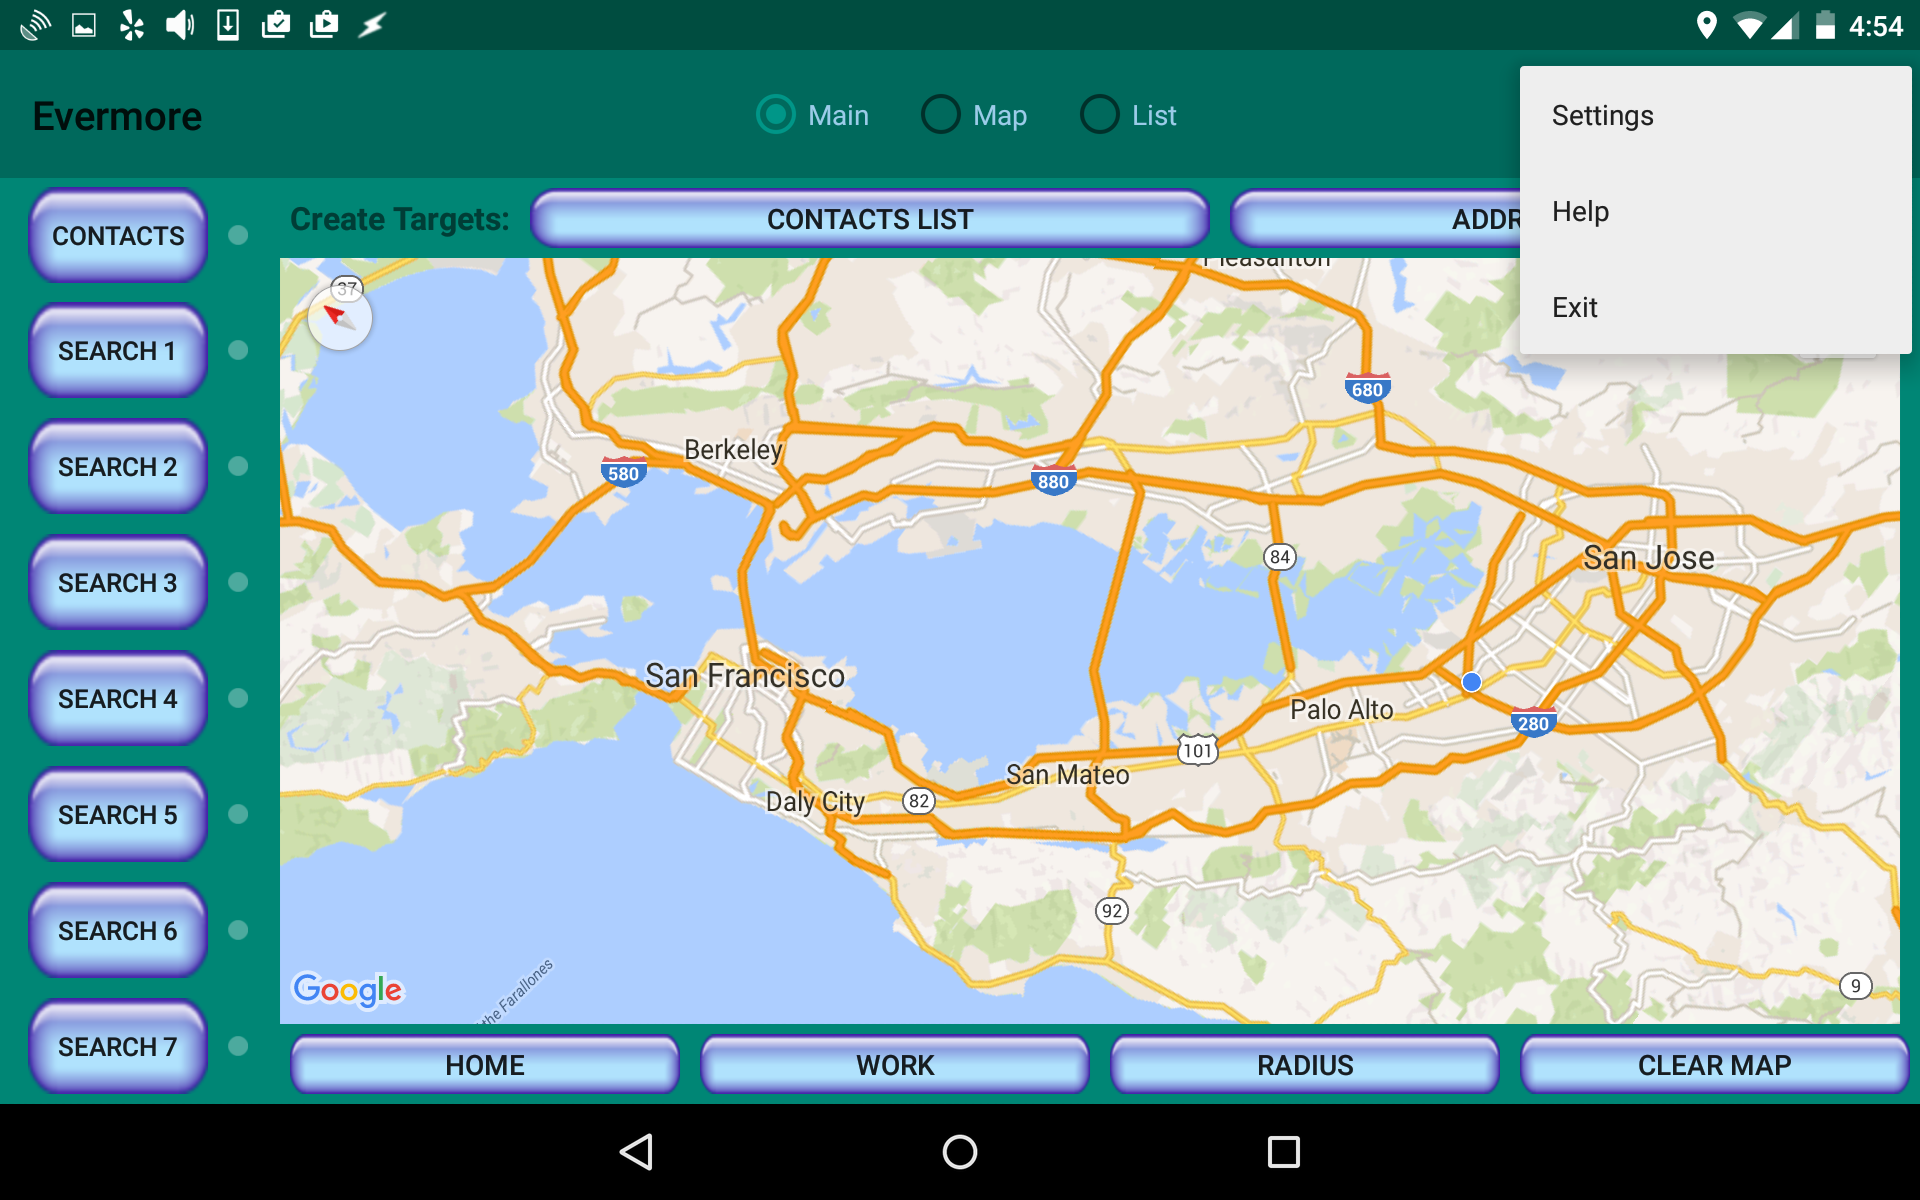 4:54
Evermore
Main
Map
List
Settings
Help
Exit
CONTACTS
Create Targets:
CONTACTS LIST
ADDR
SEARCH 1
SEARCH 2
SEARCH 3
SEARCH 4
SEARCH 5
SEARCH 6
SEARCH 7
Pleasanton
37
680
Berkeley
580
880
84
San Jose
San Francisco
Palo Alto
280
101
San Mateo
Daly City
82
92
9
the Farallones
Google
HOME
WORK
RADIUS
CLEAR MAP